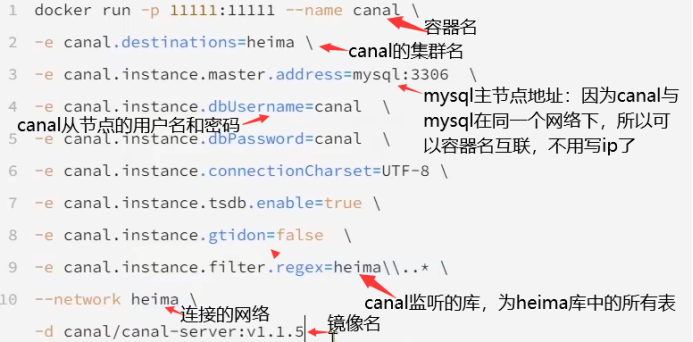 1 docker run -p 11111:11111 --name canal \
容器名
2 -e canal.destinations=heima \
canal的集群名
3 -e canal.instance.master.address=mysql:3306 \
mysql主节点地址：因为canal与
mysql在同一个网络下，所以可
以容器名互联，不用写ip了
4 -e canal.instance.dbUsername=canal \
canal从节点的用户名和密码
5 -e canal.instance.dbPassword=canal \
6 -e canal.instance.connectionCharset=UTF-8 \
7 -e canal.instance.tsdb.enable=true \
8 -e canal.instance.gtidon=false \
9 -e canal.instance.filter.regex=heima\\..* \
canal监听的库，为heima库中的所有表
10 --network heima \
连接的网络
-d canal/canal-server:v1.1.5
镜像名